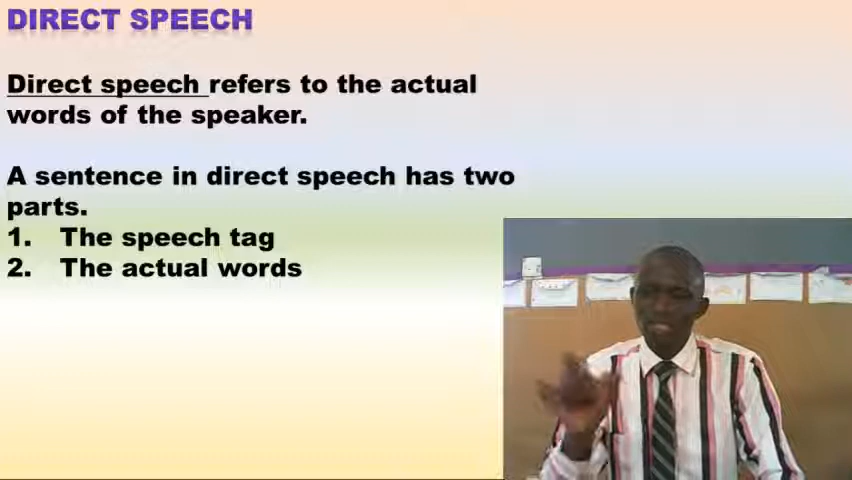 DIRECT SPEECH
Direct speech refers to the actual
words of the speaker.
A sentence in direct speech has two
parts.
1. The speech tag
2. The actual words